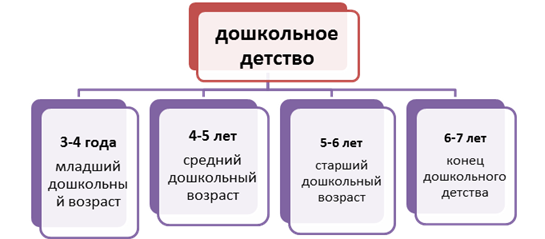 дошкольное
детство
3-4 года
младший
дошкольны
й возраст
4-5 лет
средний
дошкольный
возраст
5-6 лет
старший
дошкольный
возраст
6-7 лет
конец
дошкольного
детства